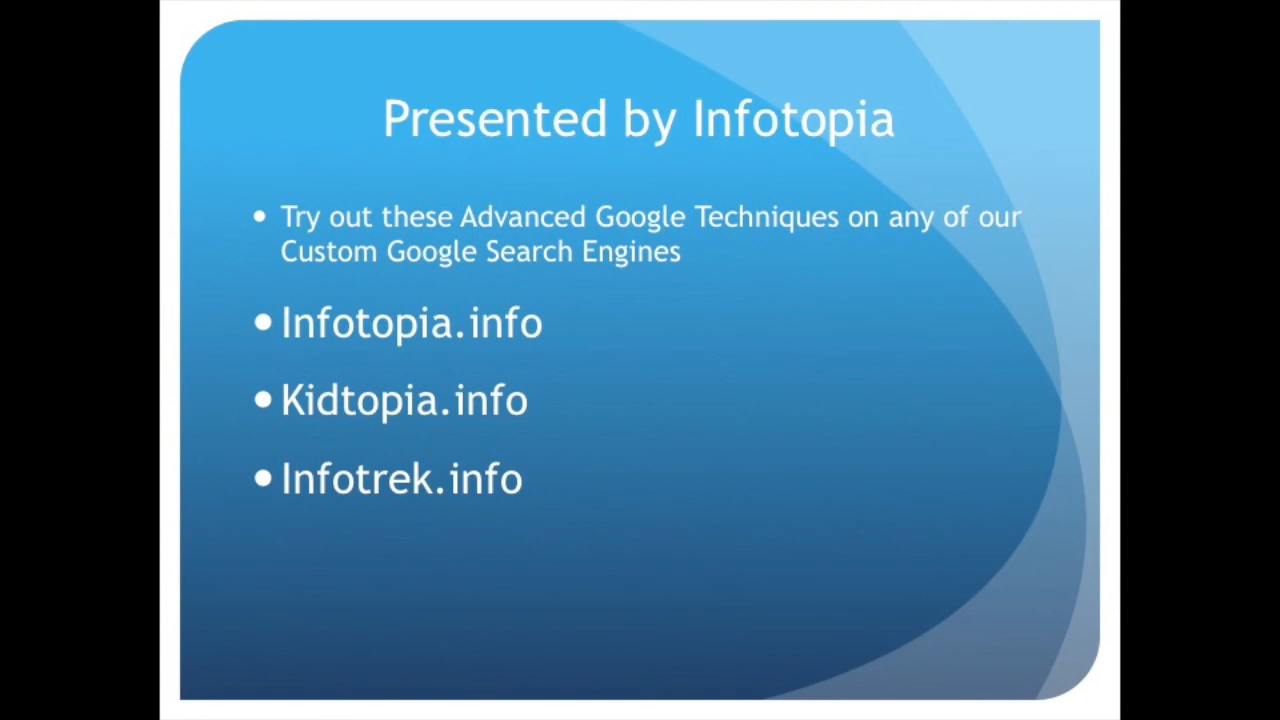 Presented by Infotopia
• Try out these Advanced Google Techniques on any of our
Custom Google Search Engines
• Infotopia.info
• Kidtopia.info
• Infotrek.info